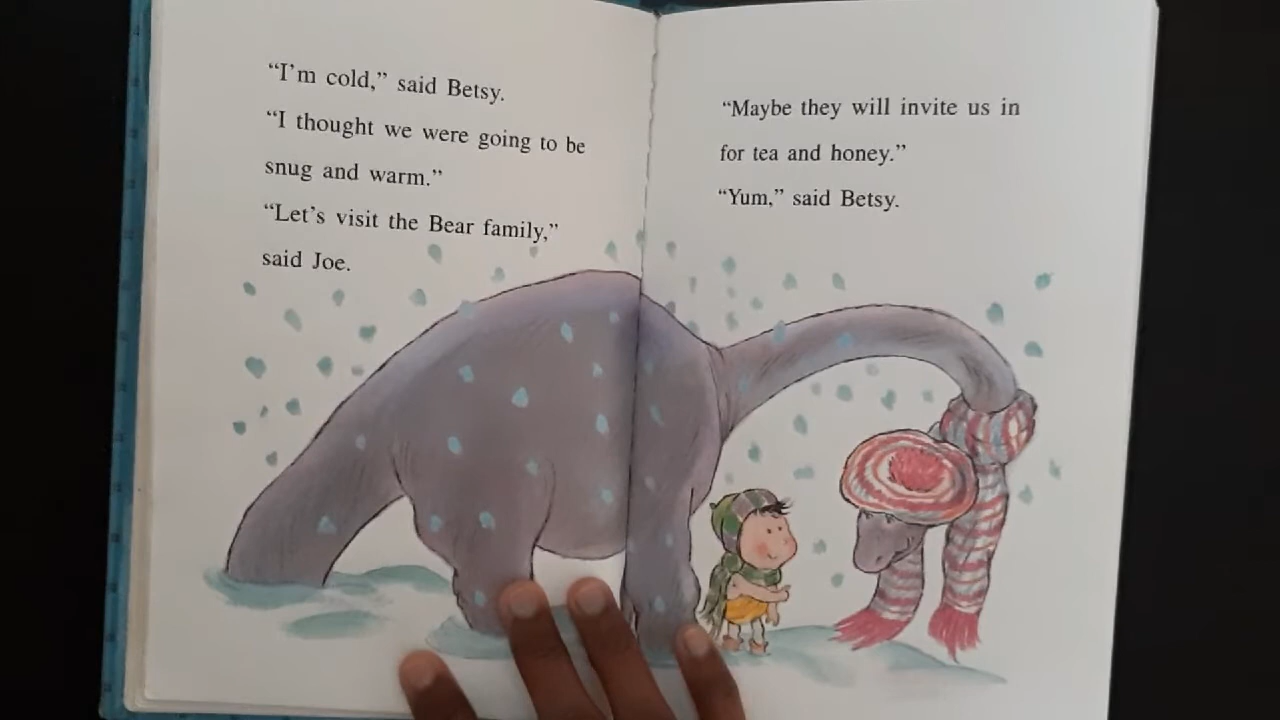 “I’m cold,” said Betsy.
“I thought we were going to be
snug and warm.”
“Let’s visit the Bear family,”
said Joe.
“Maybe they will invite us in
for tea and honey.”
“Yum,” said Betsy.